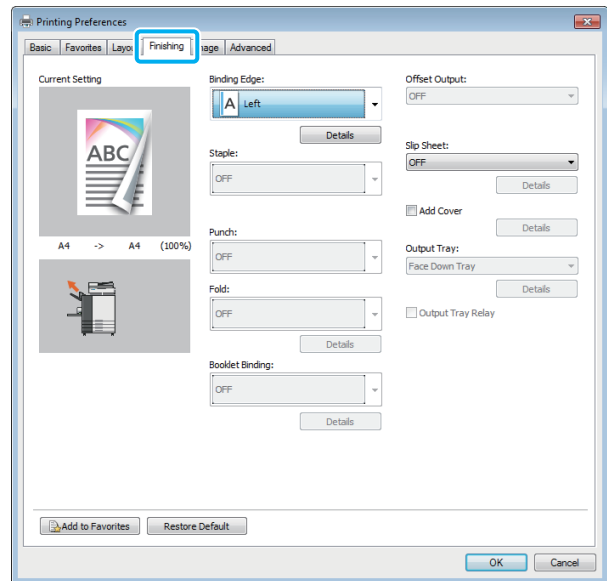 Printing Preferences
Basic Favorites Layou Finishing mage Advanced
Current Setting
ABC
A4 -> A4 (100%)
Binding Edge:
A Left
Details
Staple:
OFF
Punch:
OFF
Fold:
OFF
Details
Booklet Binding:
OFF
Details
Offset Output:
OFF
Slip Sheet:
OFF
Details
Add Cover
Details
Output Tray:
Face Down Tray
Details
Output Tray Relay
Add to Favorites Restore Default
OK Cancel